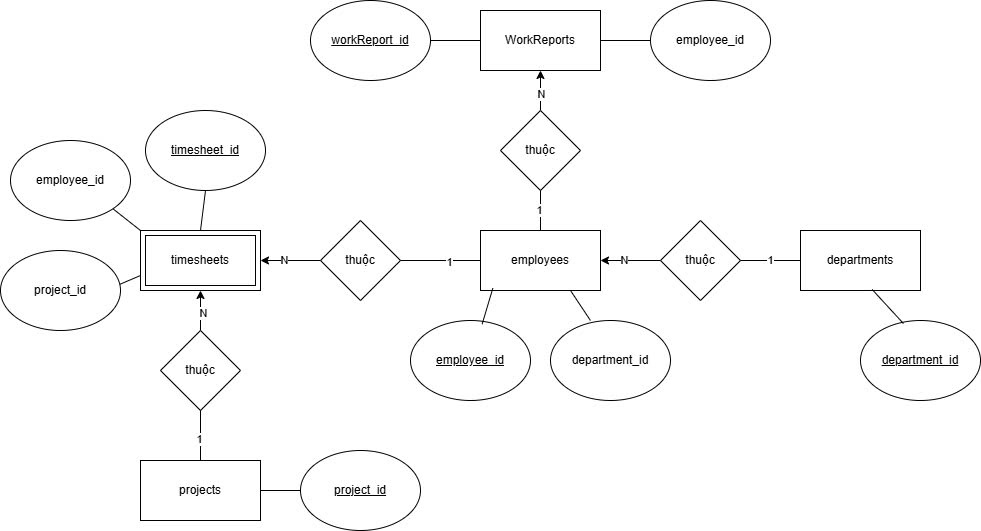 workReport_id
WorkReports
employee_id
N
thuộc
1
timesheet_id
employee_id
timesheets
project_id
N
thuộc
1
employees
N
thuộc
1
departments
employee_id
department_id
department_id
N
thuộc
1
projects
project_id